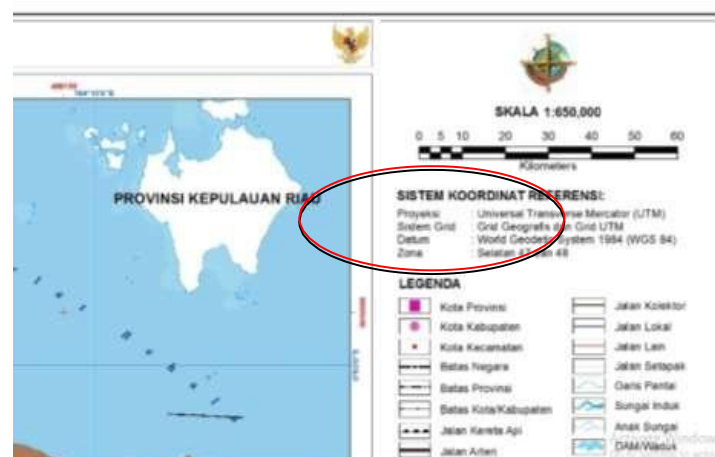 SKALA 1:650,000
0 5 10 20 30 40 50 60
Kilometers
PROVINSI KEPULAUAN RIAU
SISTEM KOORDINAT REFERENSI:
Proyeksi : Universal Transverse Mercator (UTM)
Sistem Grid : Grid Geografis dan Grid UTM
Datum : World Geodetic System 1984 (WGS 84)
Zona : Selatan 47 dan 48
LEGENDA
Kota Provinsi
Kota Kabupaten
Kota Kecamatan
Batas Negara
Batas Provinsi
Batas Kota/Kabupaten
Jalan Kereta Api
Jalan Arteri
Jalan Kolektor
Jalan Lokal
Jalan Lain
Jalan Setapak
Garis Pantai
Sungai Induk
Anak Sungai
DAM/Waduk